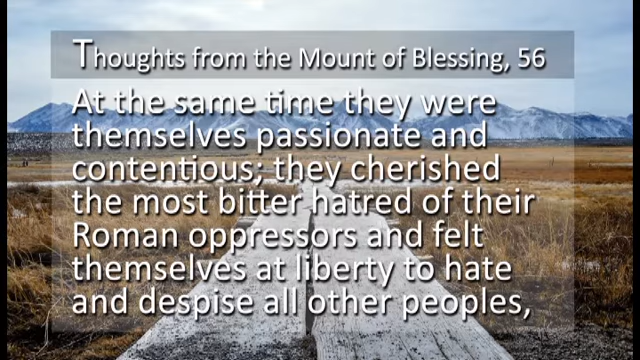 Thoughts from the Mount of Blessing, 56
At the same time they were
themselves passionate and
contentious; they cherished
the most bitter hatred of their
Roman oppressors and felt
themselves at liberty to hate
and despise all other peoples,